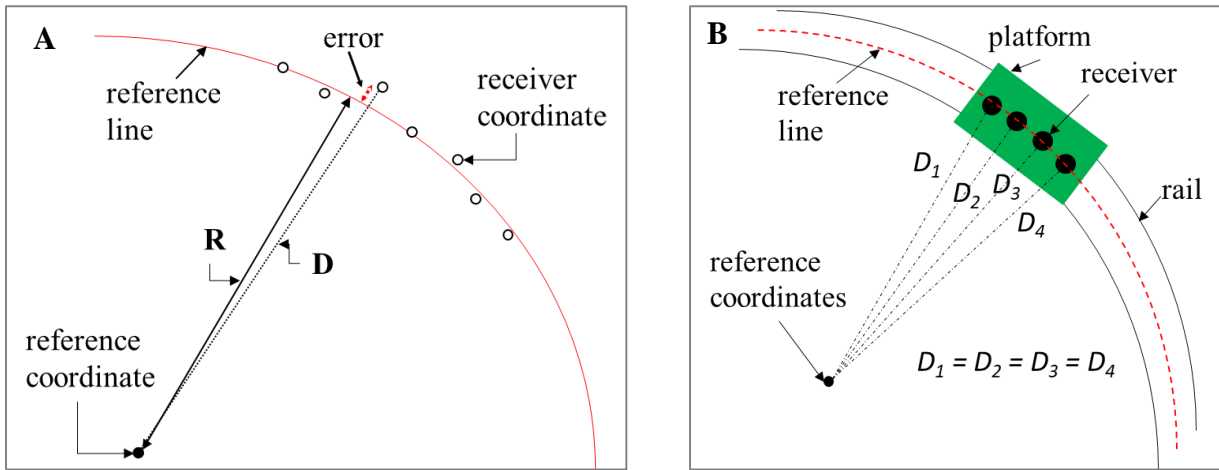 A
error
reference
line
receiver
coordinate
R
D
reference
coordinate
B
platform
receiver
reference
line
D1
D2
D3
D4
rail
reference
coordinates
D1 = D2 = D3 = D4